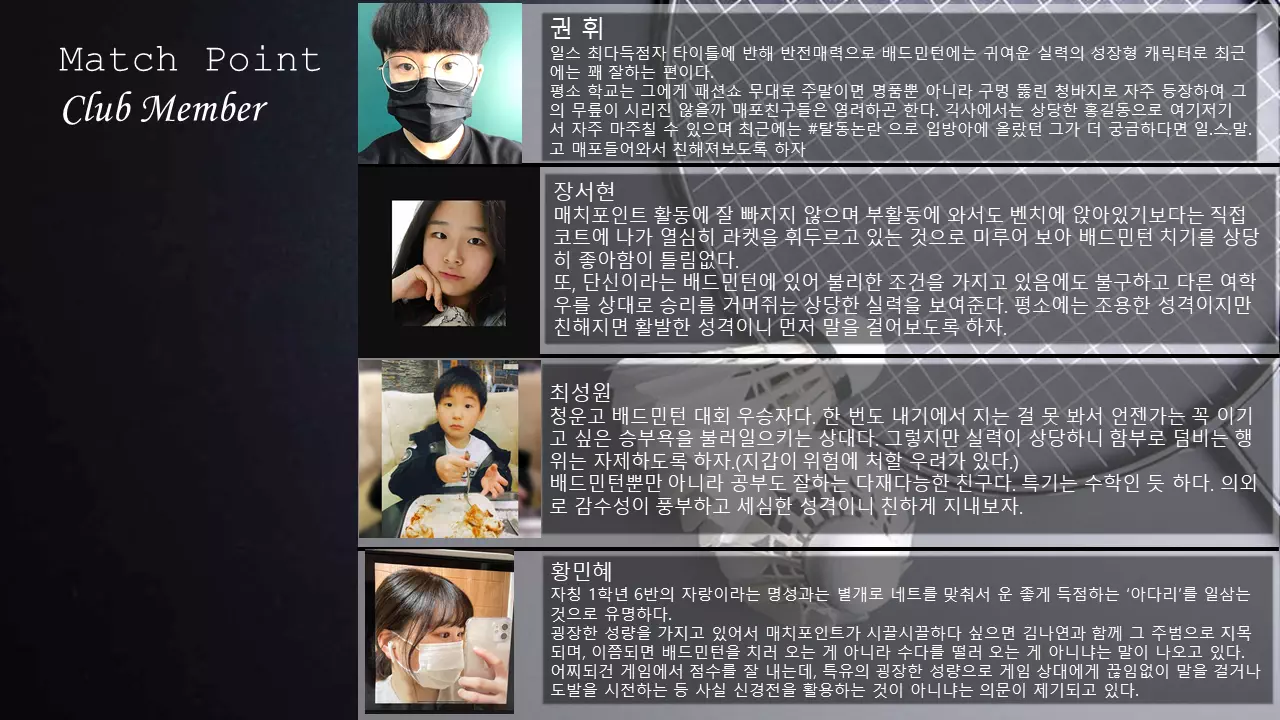 Match Point
Club Member
권 휘
일스 최다득점자 타이틀에 반해 반전매력으로 배드민턴에는 귀여운 실력의 성장형 캐릭터로 최근
에는 꽤 잘하는 편이다.
평소 학교는 그에게 패션쇼 무대로 주말이면 명품뿐 아니라 구멍 뚫린 청바지로 자주 등장하여 그
의 무릎이 시리진 않을까 매포친구들은 염려하곤 한다. 긱사에서는 상당한 홍길동으로 여기저기
서 자주 마주칠 수 있으며 최근에는 #탈동논란 으로 입방아에 올랐던 그가 더 궁금하다면 일.스.말.
고 매포들어와서 친해져보도록 하자
장서현
매치포인트 활동에 잘 빠지지 않으며 부활동에 와서도 벤치에 앉아있기보다는 직접
코트에 나가 열심히 라켓을 휘두르고 있는 것으로 미루어 보아 배드민턴 치기를 상당
히 좋아함이 틀림없다.
또, 단신이라는 배드민턴에 있어 불리한 조건을 가지고 있음에도 불구하고 다른 여학
우를 상대로 승리를 거머쥐는 상당한 실력을 보여준다. 평소에는 조용한 성격이지만
친해지면 활발한 성격이니 먼저 말을 걸어보도록 하자.
최성원
청운고 배드민턴 대회 우승자다. 한 번도 내기에서 지는 걸 못 봐서 언젠가는 꼭 이기
고 싶은 승부욕을 불러일으키는 상대다. 그렇지만 실력이 상당하니 함부로 덤비는 행
위는 자제하도록 하자.(지갑이 위험에 처할 우려가 있다.)
배드민턴뿐만 아니라 공부도 잘하는 다재다능한 친구다. 특기는 수학인 듯 하다. 의외
로 감수성이 풍부하고 세심한 성격이니 친하게 지내보자.
황민혜
자칭 1학년 6반의 자랑이라는 명성과는 별개로 네트를 맞춰서 운 좋게 득점하는 ‘아다리’를 일삼는
것으로 유명하다.
굉장한 성량을 가지고 있어서 매치포인트가 시끌시끌하다 싶으면 김나연과 함께 그 주범으로 지목
되며, 이쯤되면 배드민턴을 치러 오는 게 아니라 수다를 떨러 오는 게 아니냐는 말이 나오고 있다.
어찌되건 게임에서 점수를 잘 내는데, 특유의 굉장한 성량으로 게임 상대에게 끊임없이 말을 걸거나
도발을 시전하는 등 사실 신경전을 활용하는 것이 아니냐는 의문이 제기되고 있다.